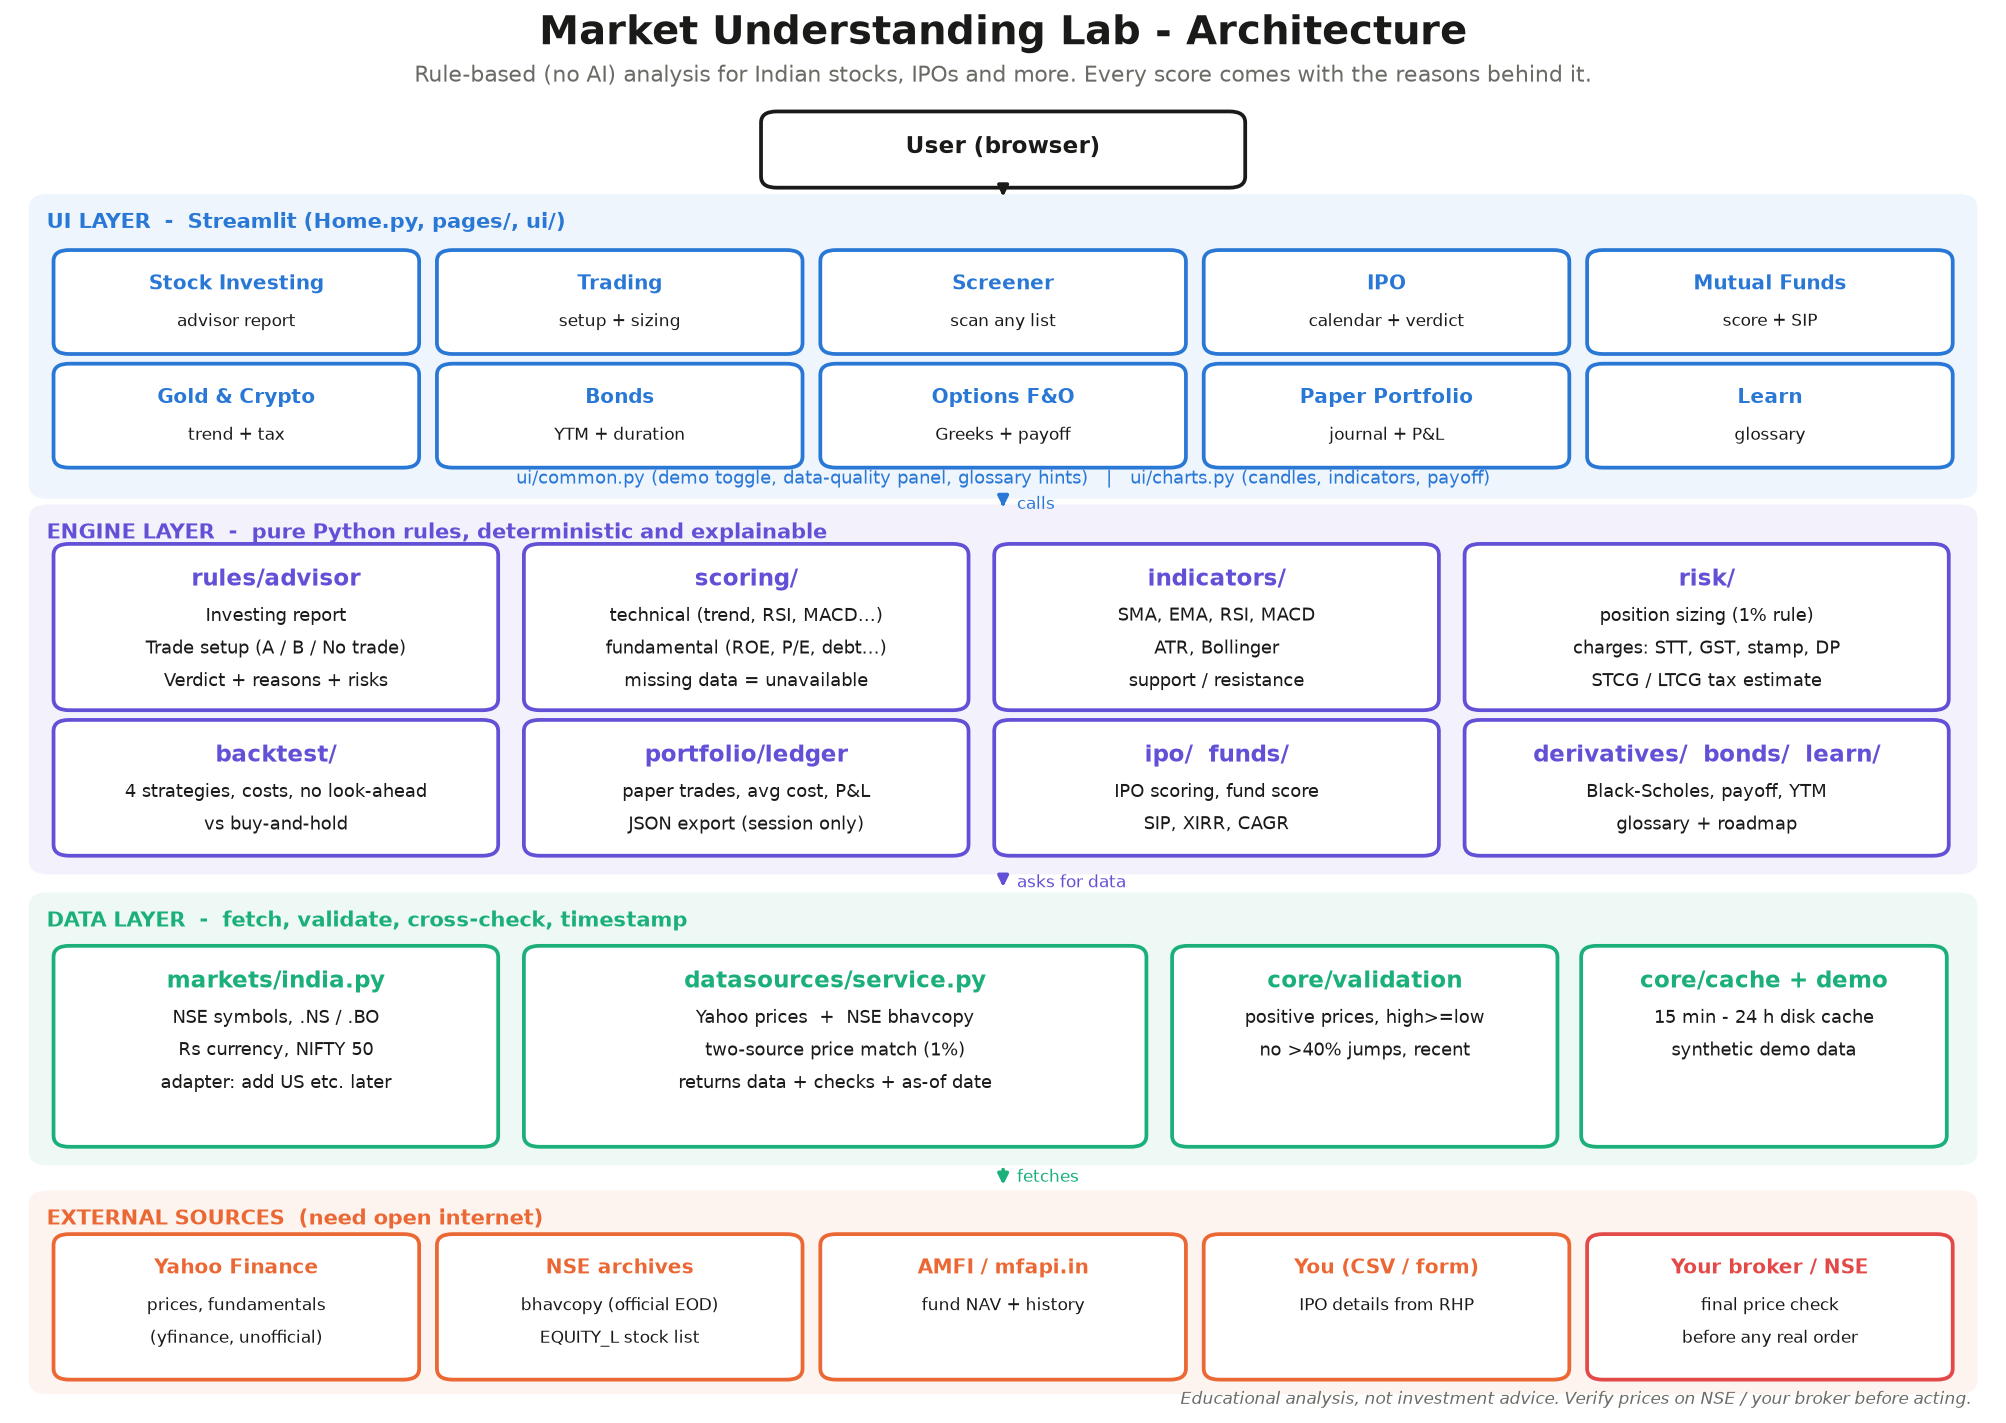 Market Understanding Lab - Architecture
Rule-based (no AI) analysis for Indian stocks, IPOs and more. Every score comes with the reasons behind it.
User (browser)
UI LAYER  -  Streamlit (Home.py, pages/, ui/)
Stock Investing
advisor report
Trading
setup + sizing
Screener
scan any list
IPO
calendar + verdict
Mutual Funds
score + SIP
Gold & Crypto
trend + tax
Bonds
YTM + duration
Options F&O
Greeks + payoff
Paper Portfolio
journal + P&L
Learn
glossary
ui/common.py (demo toggle, data-quality panel, glossary hints)   |   ui/charts.py (candles, indicators, payoff)
calls
ENGINE LAYER  -  pure Python rules, deterministic and explainable
rules/advisor
Investing report
Trade setup (A / B / No trade)
Verdict + reasons + risks
scoring/
technical (trend, RSI, MACD...)
fundamental (ROE, P/E, debt...)
missing data = unavailable
indicators/
SMA, EMA, RSI, MACD
ATR, Bollinger
support / resistance
risk/
position sizing (1% rule)
charges: STT, GST, stamp, DP
STCG / LTCG tax estimate
backtest/
4 strategies, costs, no look-ahead
vs buy-and-hold
portfolio/ledger
paper trades, avg cost, P&L
JSON export (session only)
ipo/  funds/
IPO scoring, fund score
SIP, XIRR, CAGR
derivatives/  bonds/  learn/
Black-Scholes, payoff, YTM
glossary + roadmap
asks for data
DATA LAYER  -  fetch, validate, cross-check, timestamp
markets/india.py
NSE symbols, .NS / .BO
Rs currency, NIFTY 50
adapter: add US etc. later
datasources/service.py
Yahoo prices  +  NSE bhavcopy
two-source price match (1%)
returns data + checks + as-of date
core/validation
positive prices, high>=low
no >40% jumps, recent
core/cache + demo
15 min - 24 h disk cache
synthetic demo data
fetches
EXTERNAL SOURCES  (need open internet)
Yahoo Finance
prices, fundamentals
(yfinance, unofficial)
NSE archives
bhavcopy (official EOD)
EQUITY_L stock list
AMFI / mfapi.in
fund NAV + history
You (CSV / form)
IPO details from RHP
Your broker / NSE
final price check
before any real order
Educational analysis, not investment advice. Verify prices on NSE / your broker before acting.